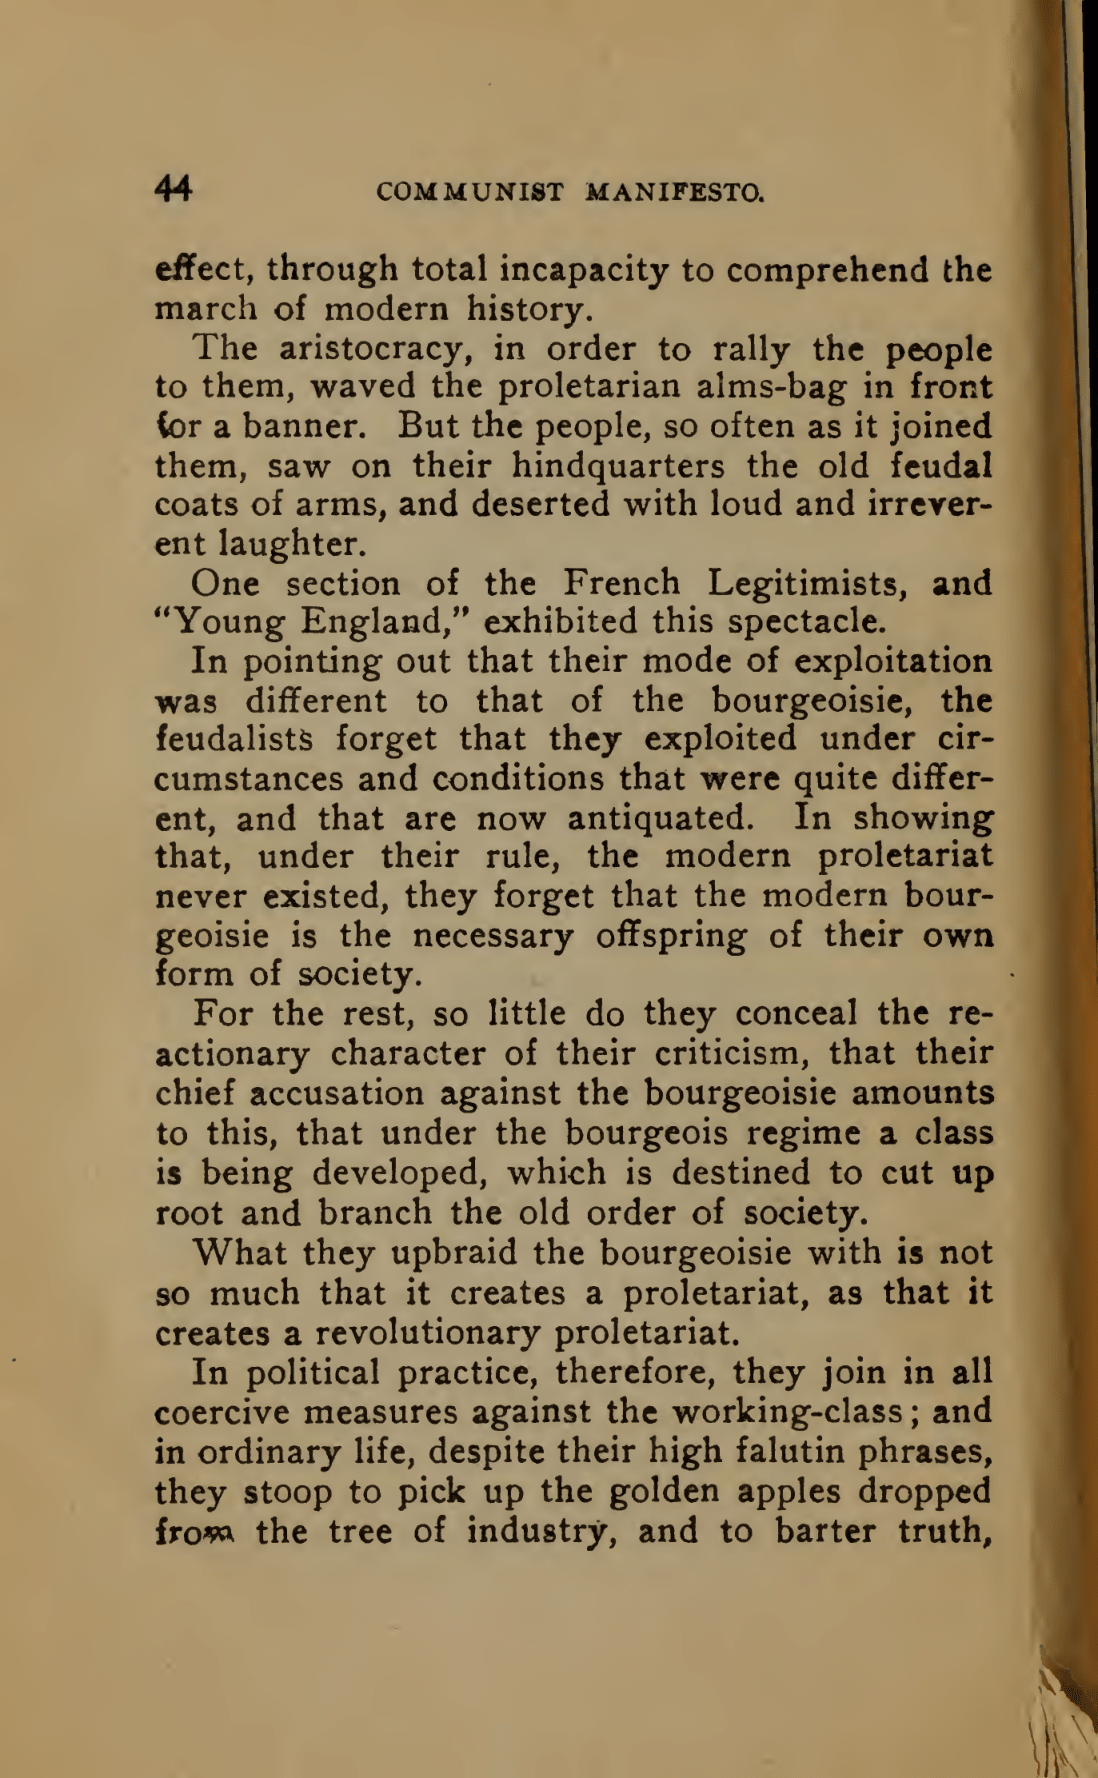 44 COMMUNIST MANIFESTO.
effect, through total incapacity to comprehend the
march of modern history.
The aristocracy, in order to rally the people
to them, waved the proletarian alms-bag in front
for a banner. But the people, so often as it joined
them, saw on their hindquarters the old feudal
coats of arms, and deserted with loud and irrever-
ent laughter.
One section of the French Legitimists, and
"Young England," exhibited this spectacle.
In pointing out that their mode of exploitation
was different to that of the bourgeoisie, the
feudalists forget that they exploited under cir-
cumstances and conditions that were quite differ-
ent, and that are now antiquated. In showing
that, under their rule, the modern proletariat
never existed, they forget that the modern bour-
geoisie is the necessary offspring of their own
form of society.
For the rest, so little do they conceal the re-
actionary character of their criticism, that their
chief accusation against the bourgeoisie amounts
to this, that under the bourgeois regime a class
is being developed, which is destined to cut up
root and branch the old order of society.
What they upbraid the bourgeoisie with is not
so much that it creates a proletariat, as that it
creates a revolutionary proletariat.
In political practice, therefore, they join in all
coercive measures against the working-class; and
in ordinary life, despite their high falutin phrases,
they stoop to pick up the golden apples dropped
from the tree of industry, and to barter truth,